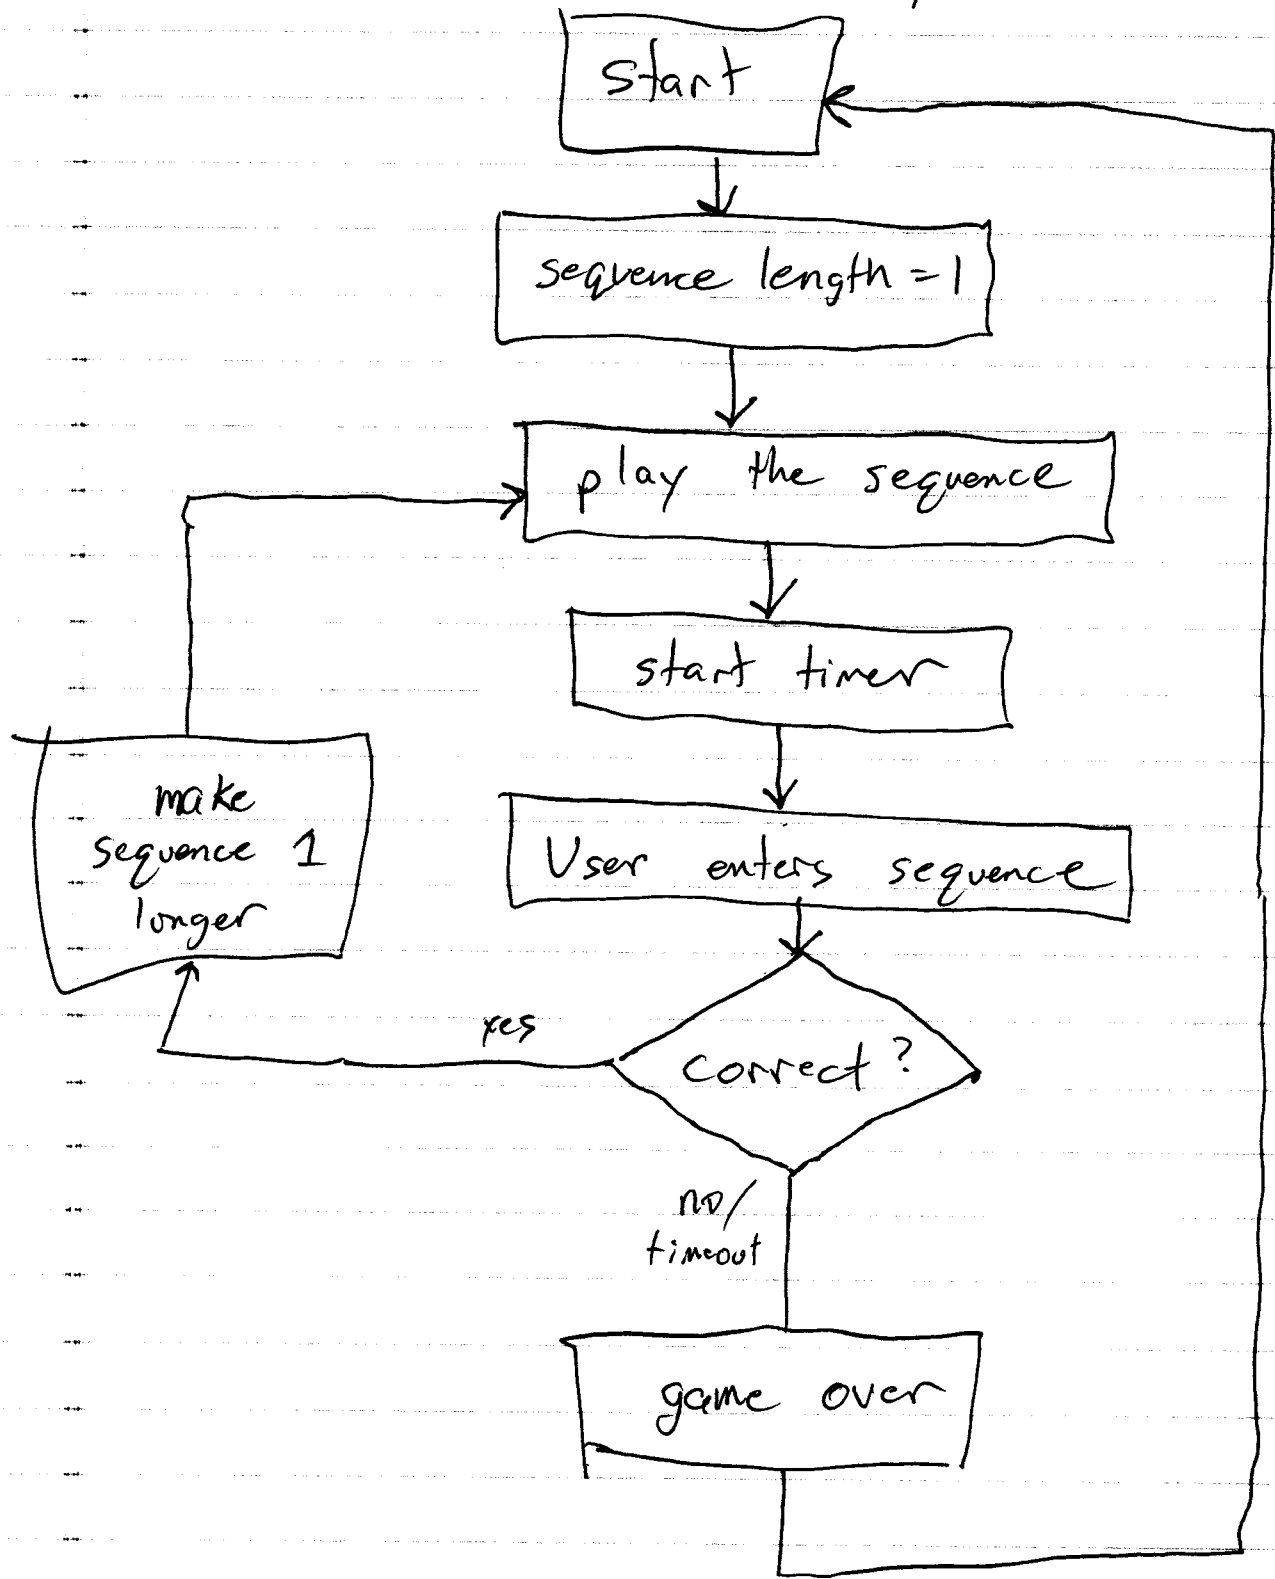 start
sequence length = 1
play the sequence
start timer
User enters sequence
make
sequence 1
longer
yes
correct?
no/
timeout
game over